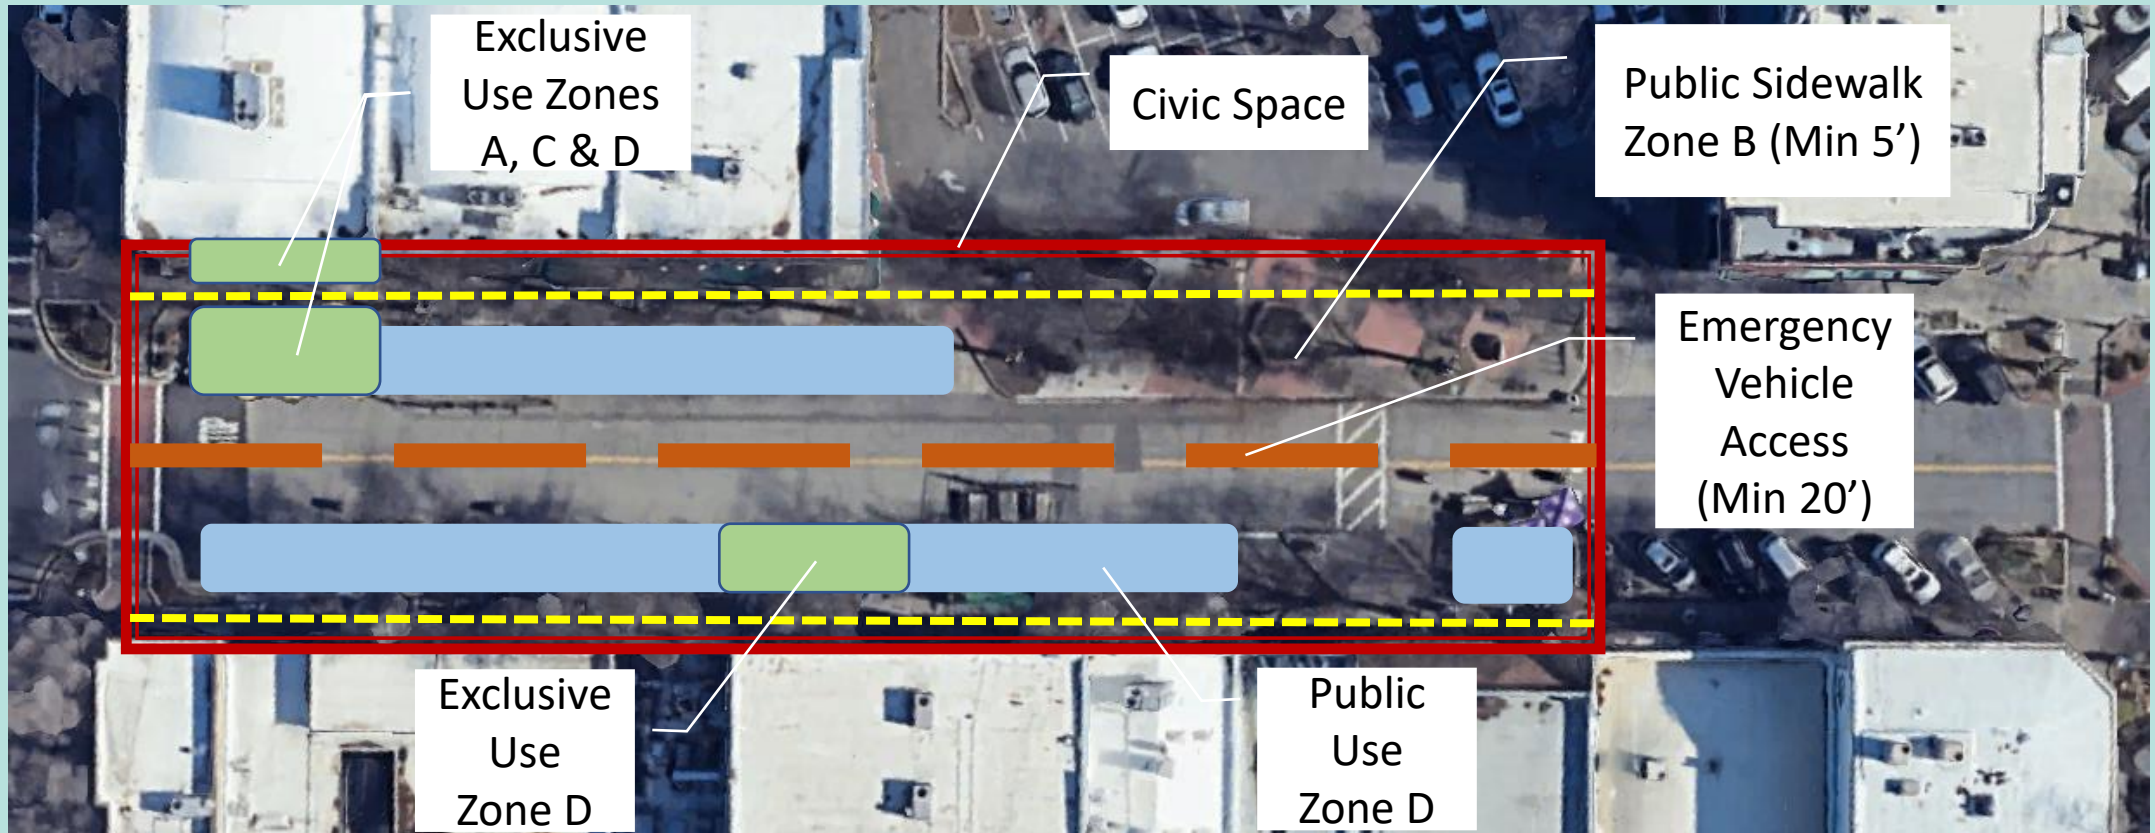 Exclusive
Use Zones
A, C & D
Civic Space
Public Sidewalk
Zone B (Min 5’)
Emergency
Vehicle
Access
(Min 20’)
Exclusive
Use
Zone D
Public
Use
Zone D